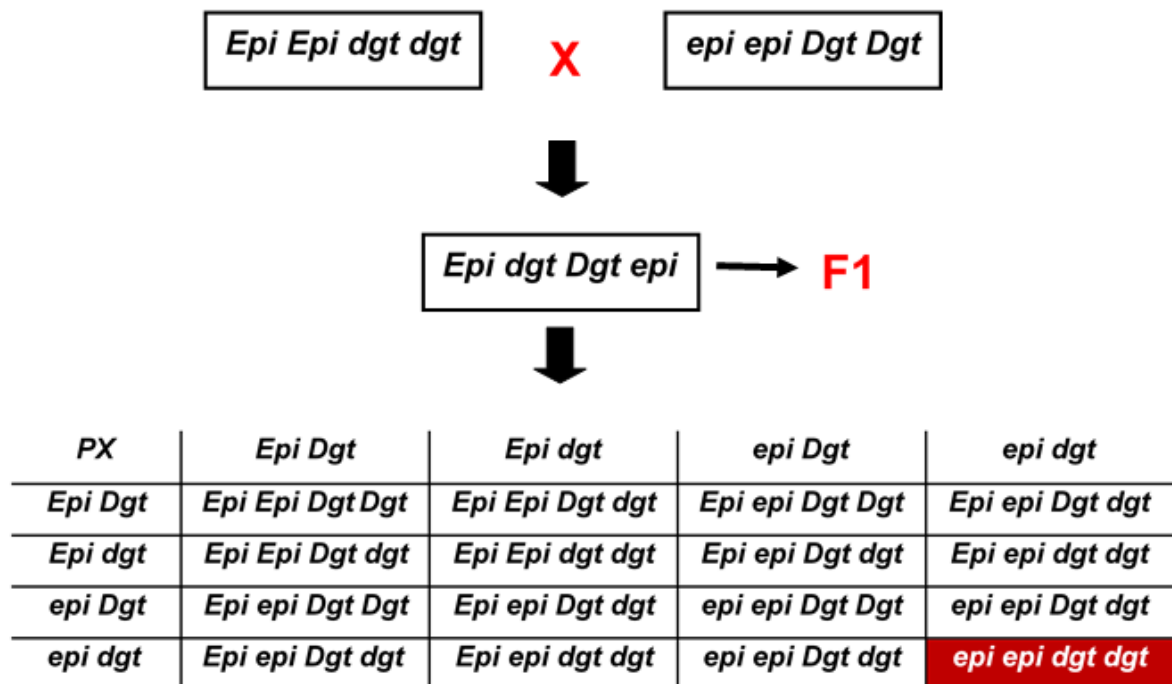 Epi Epi dgt dgt X epi epi Dgt Dgt
Epi dgt Dgt epi F1
PX Epi Dgt Epi dgt epi Dgt epi dgt
Epi Dgt Epi Epi Dgt Dgt Epi Epi Dgt dgt Epi epi Dgt Dgt Epi epi Dgt dgt
Epi dgt Epi Epi Dgt dgt Epi Epi dgt dgt Epi epi Dgt dgt Epi epi dgt dgt
epi Dgt Epi epi Dgt Dgt Epi epi Dgt dgt epi epi Dgt Dgt epi epi Dgt dgt
epi dgt Epi epi Dgt dgt Epi epi dgt dgt epi epi Dgt dgt epi epi dgt dgt